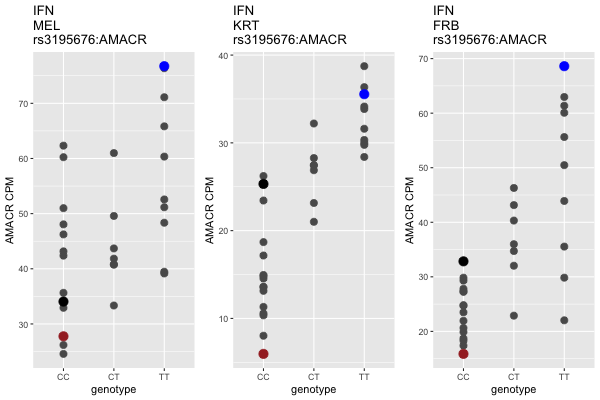 IFN
MEL
rs3195676:AMACR
AMACR CPM
70
60
50
40
30
CC CT TT
genotype
IFN
KRT
rs3195676:AMACR
AMACR CPM
40
30
20
10
CC CT TT
genotype
IFN
FRB
rs3195676:AMACR
AMACR CPM
70
60
50
40
30
20
CC CT TT
genotype